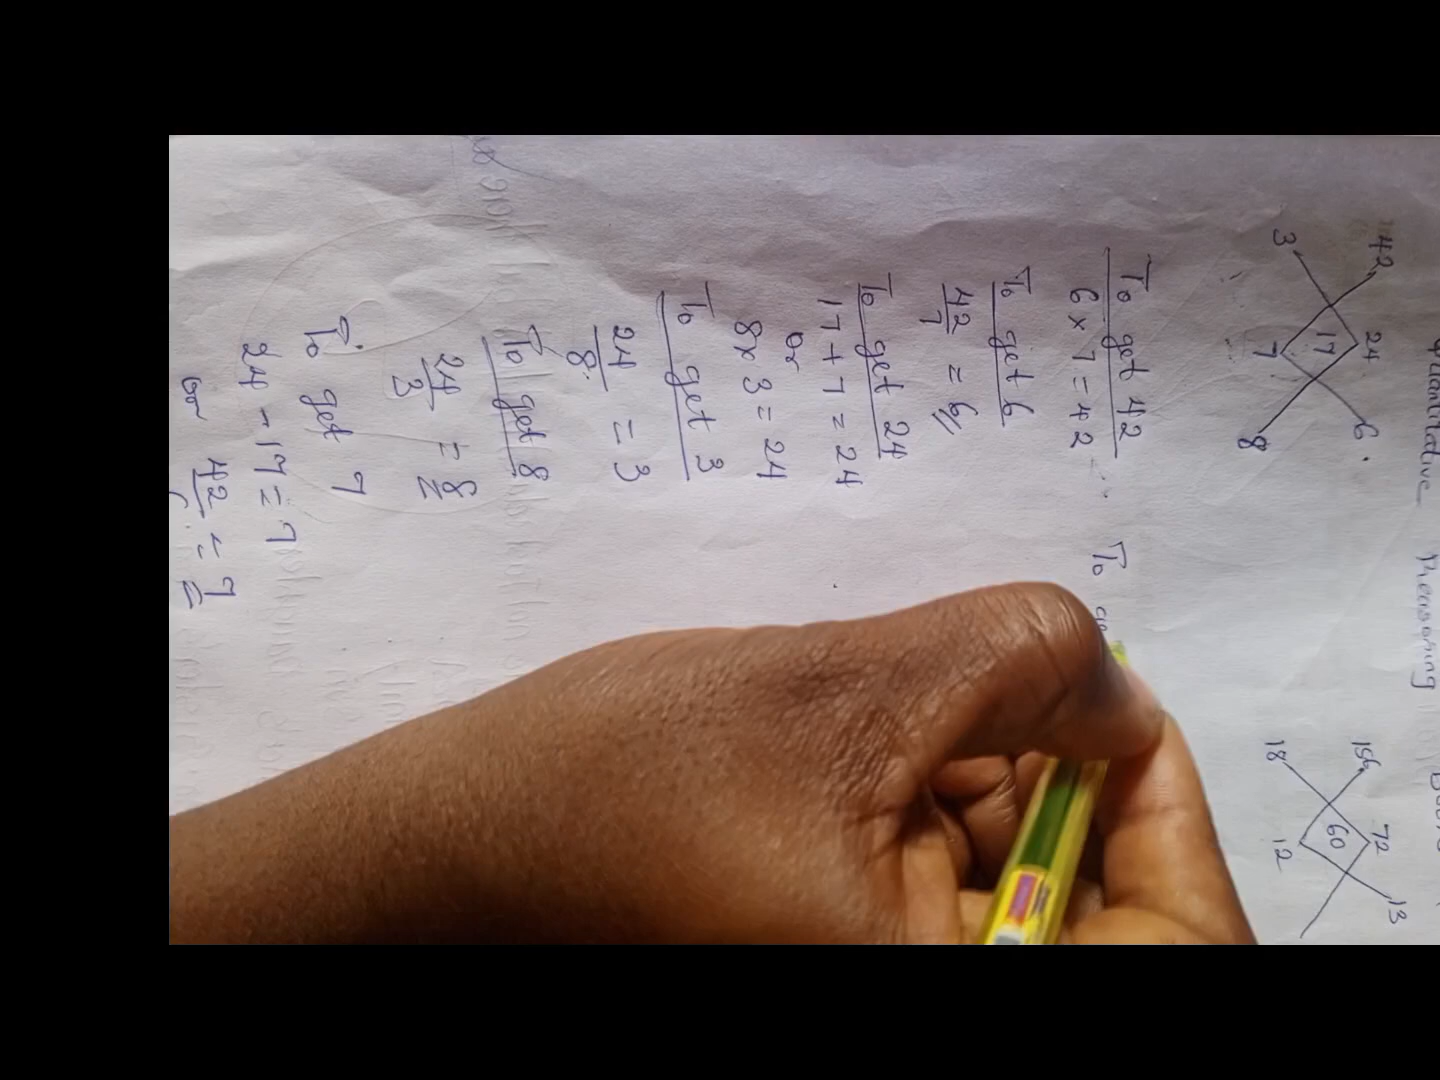 Quantitative Reasoning
42 24 6
17
3 7 8
156 72 13
60
18 12
To get 42
6 x 7 = 42
To get 6
42/7 = 6
To get 24
17 + 7 = 24
or
8 x 3 = 24
To get 3
24/8 = 3
To get 8
24/3 = 8
To get 7
24 - 17 = 7
or 42/6 = 7
To